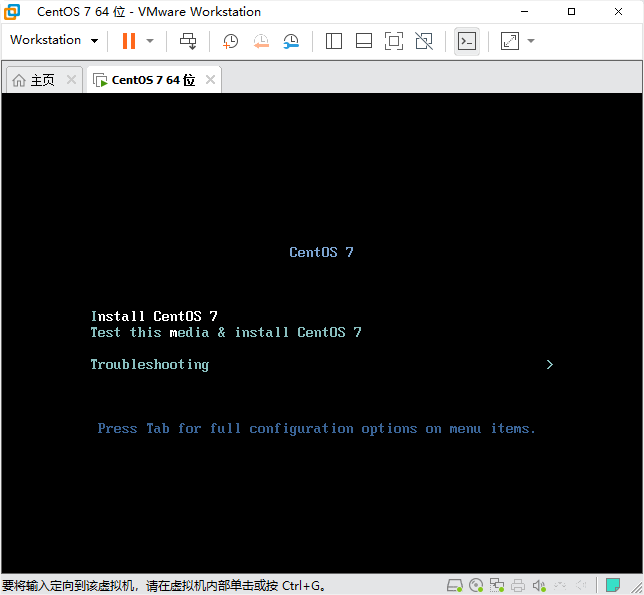 CentOS 7 64 位 - VMware Workstation
Workstation
主页
CentOS 7 64 位
CentOS 7
Install CentOS 7
Test this media & install CentOS 7
Troubleshooting >
Press Tab for full configuration options on menu items.
要将输入定向到该虚拟机，请在虚拟机内部单击或按 Ctrl+G。